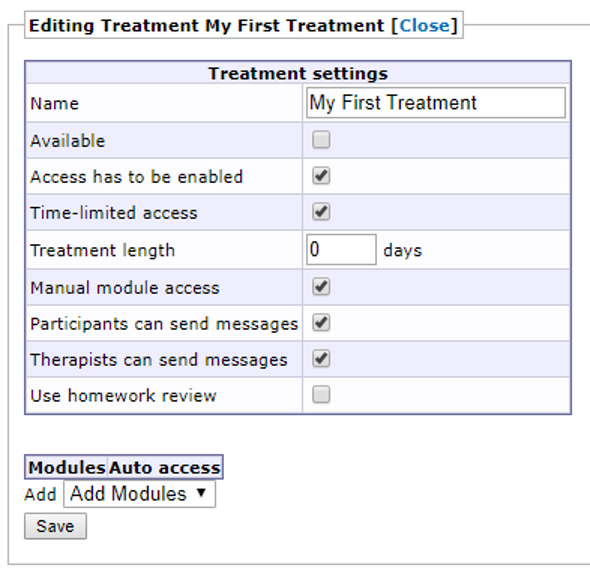 Editing Treatment My First Treatment [Close]
Treatment settings
Name My First Treatment
Available
Access has to be enabled
Time-limited access
Treatment length 0 days
Manual module access
Participants can send messages
Therapists can send messages
Use homework review
Modules Auto access
Add Add Modules
Save